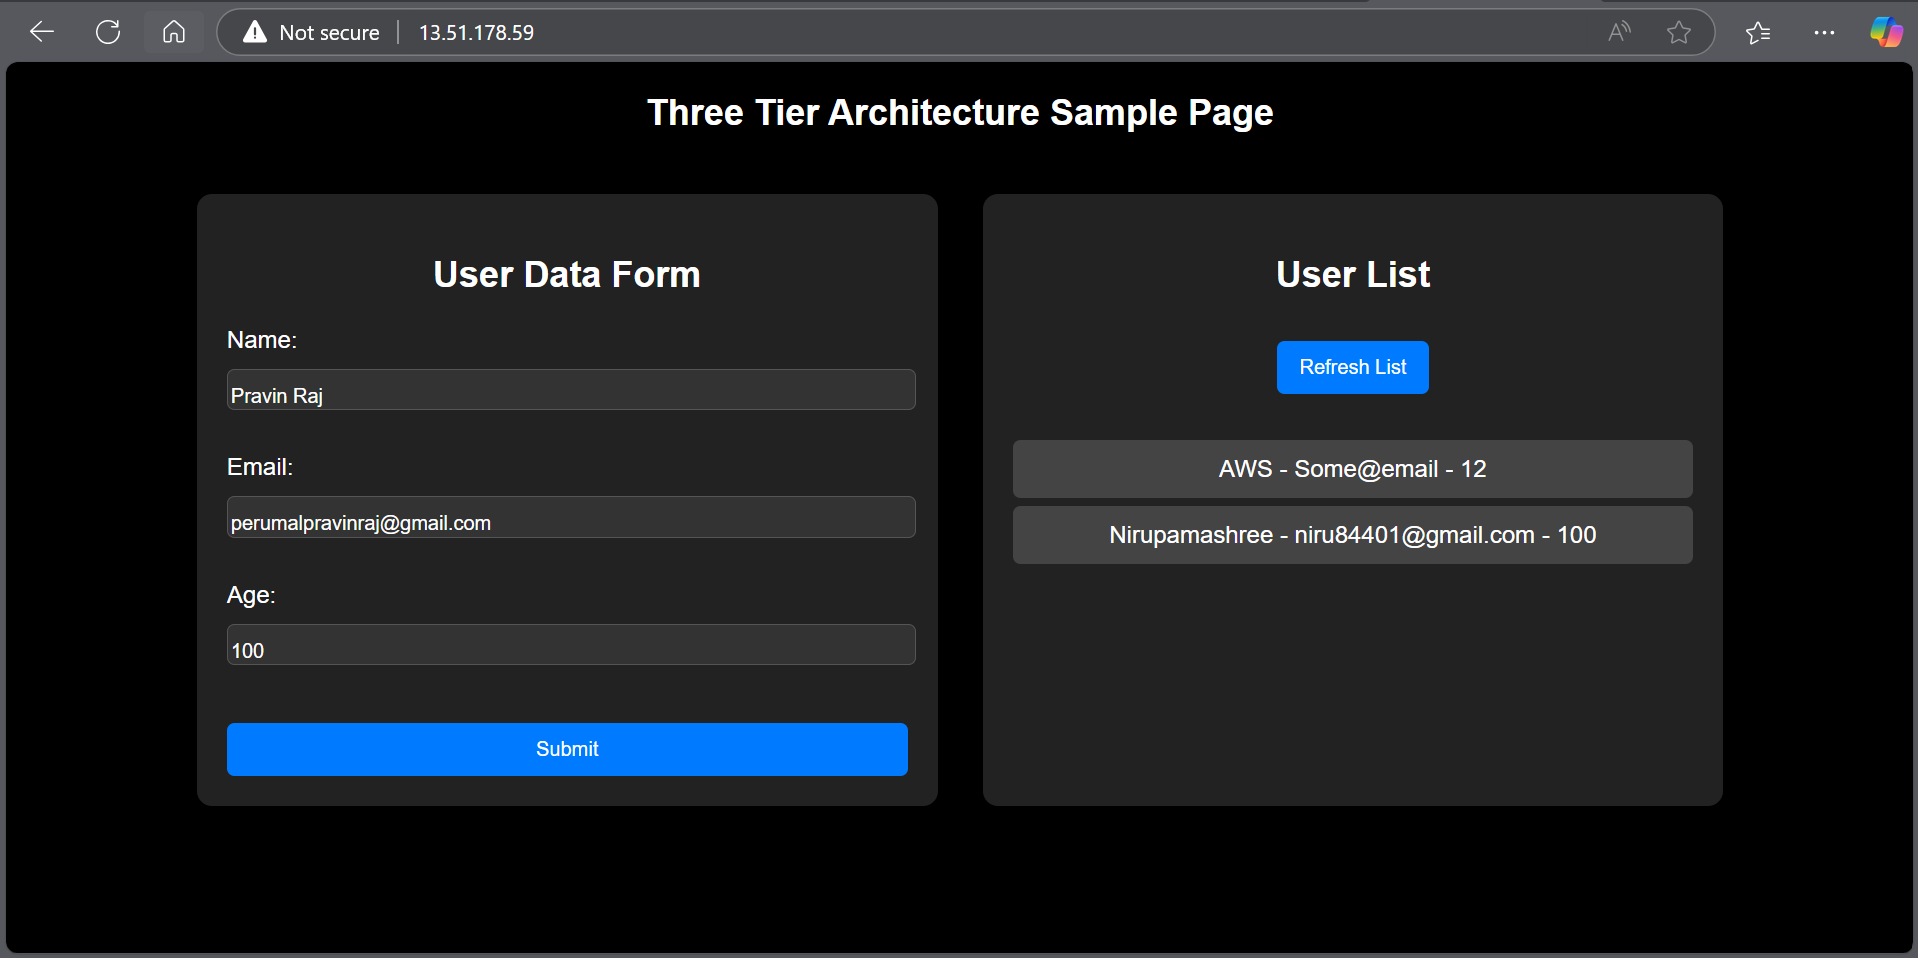 Not secure 13.51.178.59
Three Tier Architecture Sample Page
User Data Form
Name:
Pravin Raj
Email:
perumalpravinraj@gmail.com
Age:
100
Submit
User List
Refresh List
AWS - Some@email - 12
Nirupamashree - niru84401@gmail.com - 100